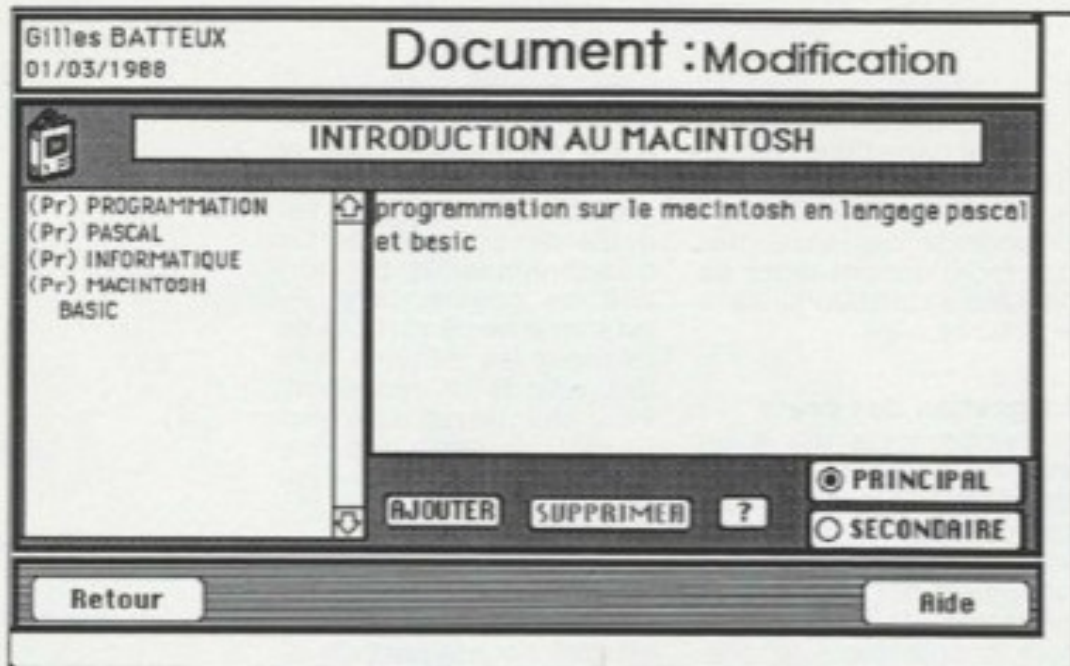 Gilles BATTEUX
01/03/1988
Document : Modification
INTRODUCTION AU MACINTOSH
(Pr) PROGRAMMATION
(Pr) PASCAL
(Pr) INFORMATIQUE
(Pr) MACINTOSH
BASIC
programmation sur le macintosh en langage pascal
et basic
AJOUTER
SUPPRIMER
?
PRINCIPAL
SECONDAIRE
Retour
Aide